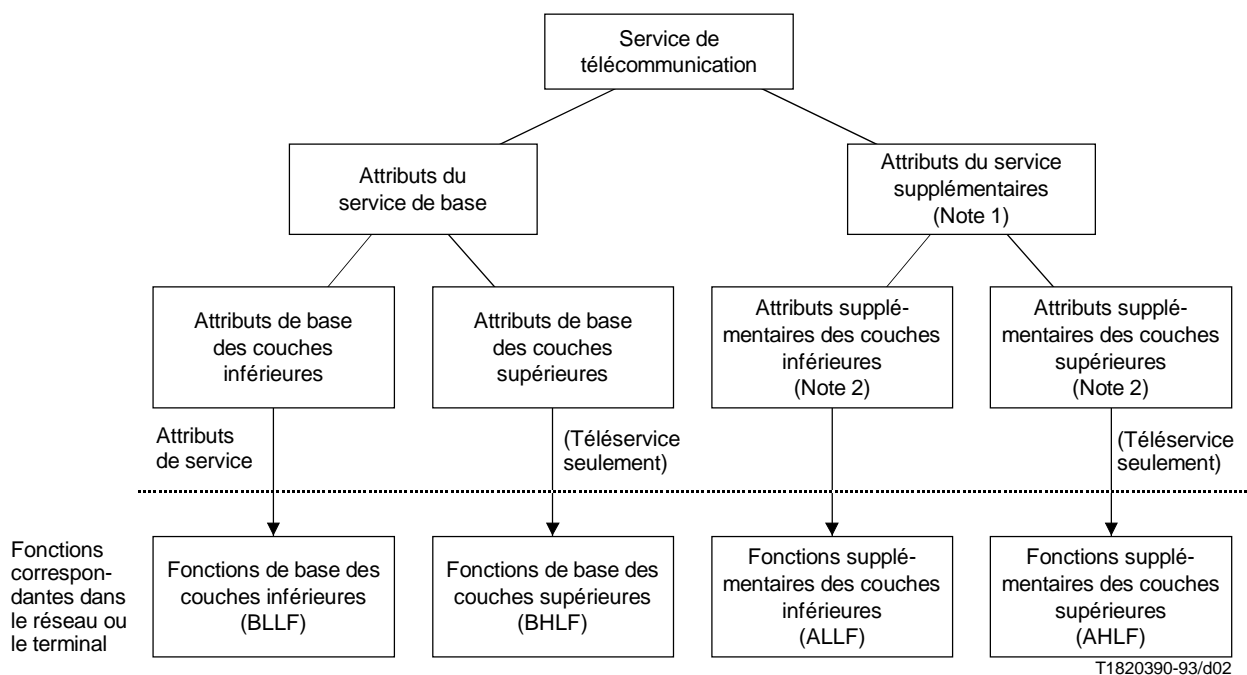 Service de
télécommunication
Attributs du
service de base
Attributs du service
supplémentaires
(Note 1)
Attributs de base
des couches
inférieures
Attributs de base
des couches
supérieures
Attributs supplé-
mentaires des couches
inférieures
(Note 2)
Attributs supplé-
mentaires des couches
supérieures
(Note 2)
Attributs
de service
(Téléservice
seulement)
(Téléservice
seulement)
Fonctions
correspon-
dantes dans
le réseau ou
le terminal
Fonctions de base des
couches inférieures
(BLLF)
Fonctions de base des
couches supérieures
(BHLF)
Fonctions supplé-
mentaires des couches
inférieures
(ALLF)
Fonctions supplé-
mentaires des couches
supérieures
(AHLF)
T1820390-93/d02